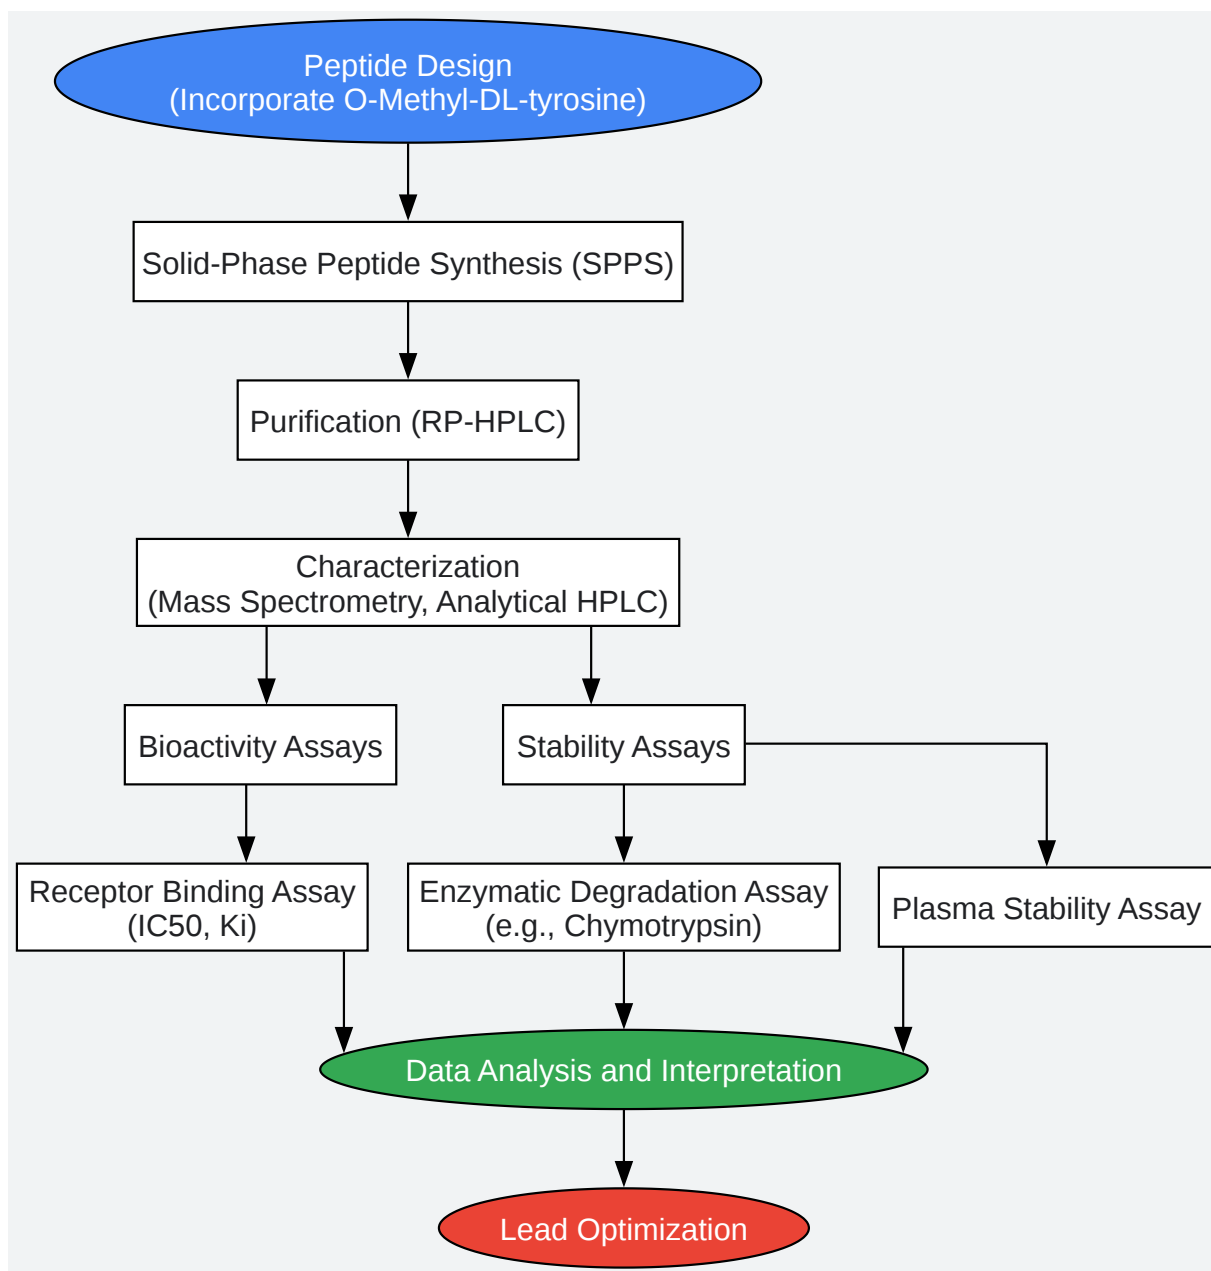 Peptide Design
(Incorporate O-Methyl-DL-tyrosine)
Solid-Phase Peptide Synthesis (SPPS)
Purification (RP-HPLC)
Characterization
(Mass Spectrometry, Analytical HPLC)
Bioactivity Assays
Stability Assays
Receptor Binding Assay
(IC50, Ki)
Enzymatic Degradation Assay
(e.g., Chymotrypsin)
Plasma Stability Assay
Data Analysis and Interpretation
Lead Optimization